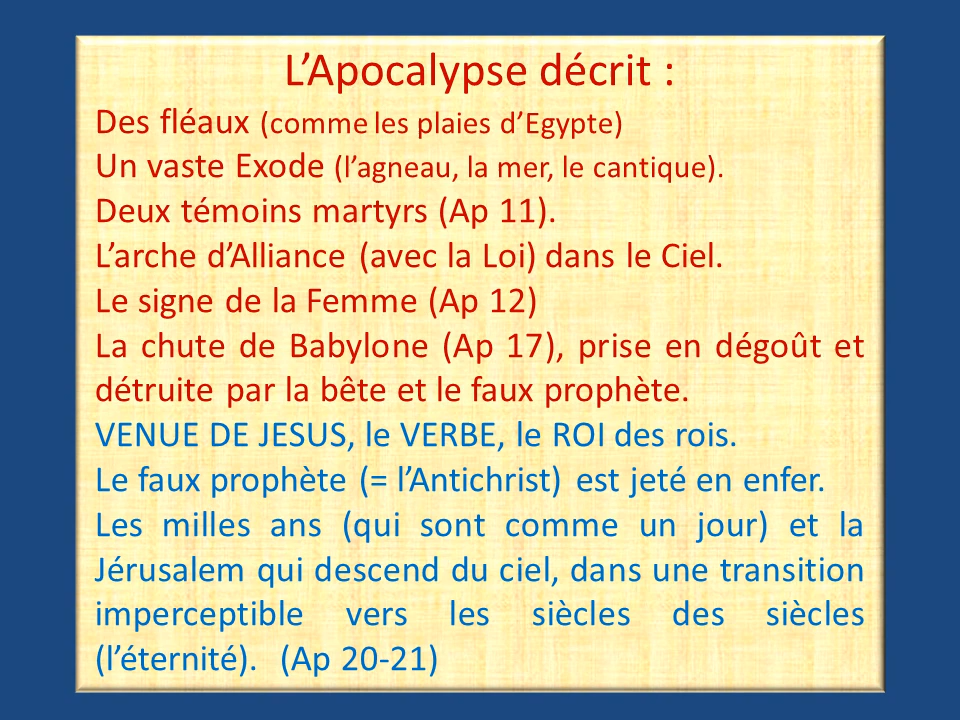 L’Apocalypse décrit :
Des fléaux (comme les plaies d’Egypte)
Un vaste Exode (l’agneau, la mer, le cantique).
Deux témoins martyrs (Ap 11).
L’arche d’Alliance (avec la Loi) dans le Ciel.
Le signe de la Femme (Ap 12)
La chute de Babylone (Ap 17), prise en dégoût et
détruite par la bête et le faux prophète.
VENUE DE JESUS, le VERBE, le ROI des rois.
Le faux prophète (= l’Antichrist) est jeté en enfer.
Les milles ans (qui sont comme un jour) et la
Jérusalem qui descend du ciel, dans une transition
imperceptible vers les siècles des siècles
(l’éternité). (Ap 20-21)